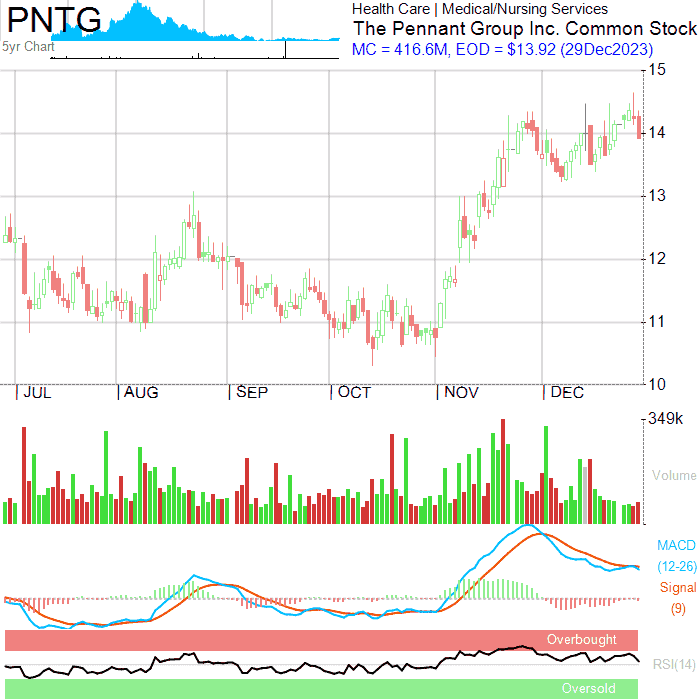 PNTG
5yr Chart
Health Care | Medical/Nursing Services
The Pennant Group Inc. Common Stock
MC = 416.6M, EOD = $13.92 (29Dec2023)
15
14
13
12
11
10
JUL AUG SEP OCT NOV DEC
349k
Volume
MACD
(12-26)
Signal
(9)
Overbought
RSI(14)
Oversold